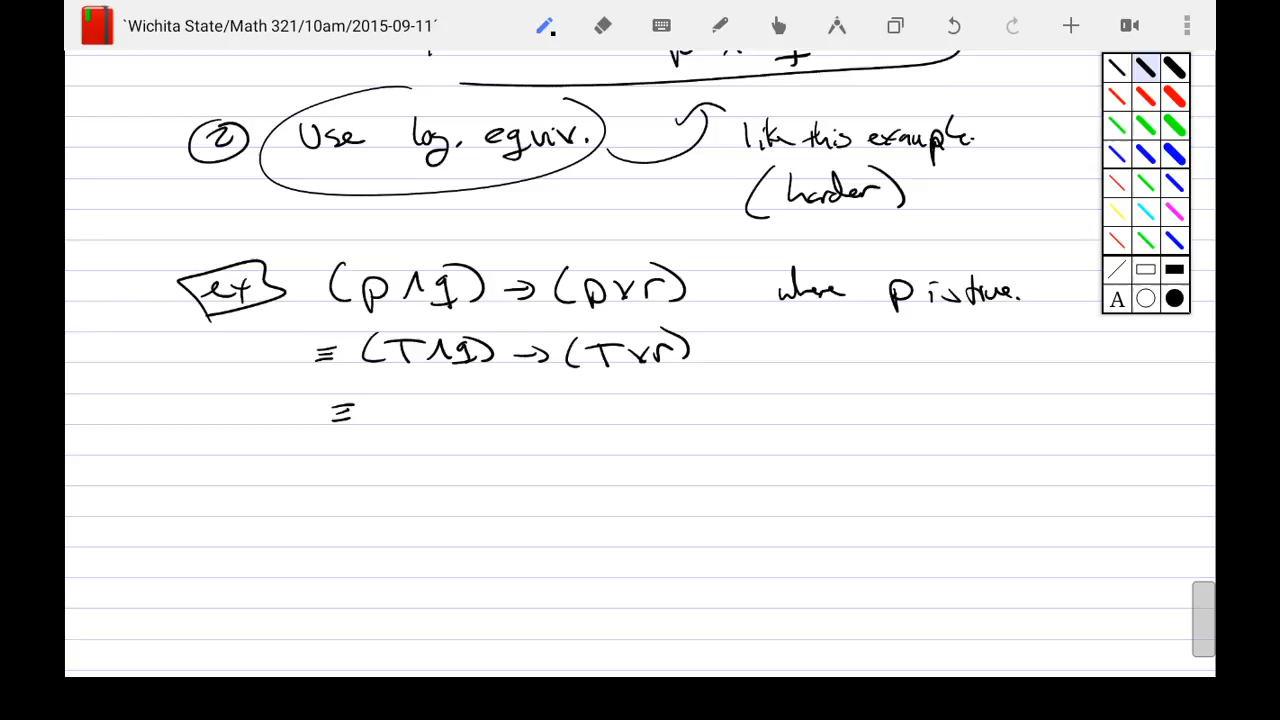 `Wichita State/Math 321/10am/2015-09-11´
② Use log. equiv. like this example.
(harder)
ex (p ∧ q) → (p ∨ r) where p is true.
≡ (T ∧ q) → (T ∨ r)
≡
A